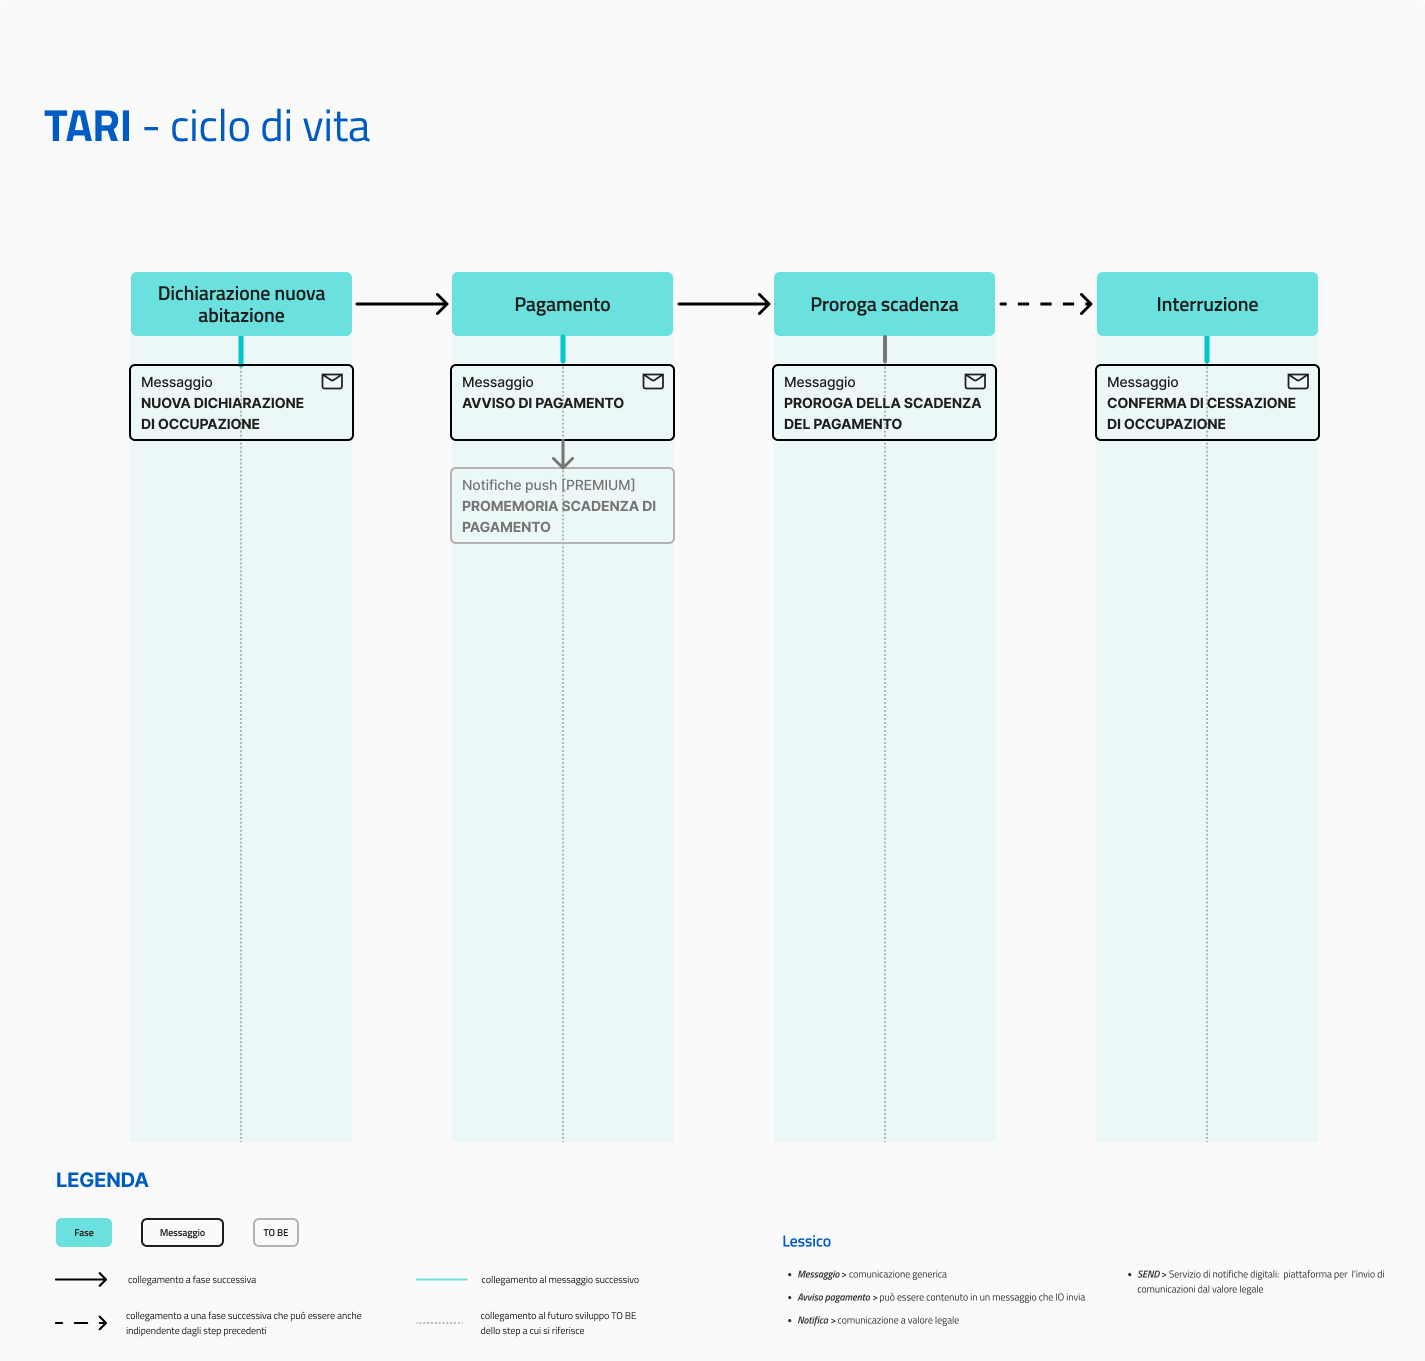 TARI - ciclo di vita
Dichiarazione nuova
abitazione
Pagamento
Proroga scadenza
Interruzione
Messaggio
NUOVA DICHIARAZIONE
DI OCCUPAZIONE
Messaggio
AVVISO DI PAGAMENTO
Messaggio
PROROGA DELLA SCADENZA
DEL PAGAMENTO
Messaggio
CONFERMA DI CESSAZIONE
DI OCCUPAZIONE
Notifiche push [PREMIUM]
PROMEMORIA SCADENZA DI
PAGAMENTO
LEGENDA
Fase
Messaggio
TO BE
collegamento a fase successiva
collegamento al messaggio successivo
collegamento a una fase successiva che può essere anche
indipendente dagli step precedenti
collegamento al futuro sviluppo TO BE
dello step a cui si riferisce
Lessico
• Messaggio > comunicazione generica
• Avviso pagamento > può essere contenuto in un messaggio che IO invia
• Notifica > comunicazione a valore legale
• SEND > Servizio di notifiche digitali: piattaforma per l'invio di
comunicazioni dal valore legale